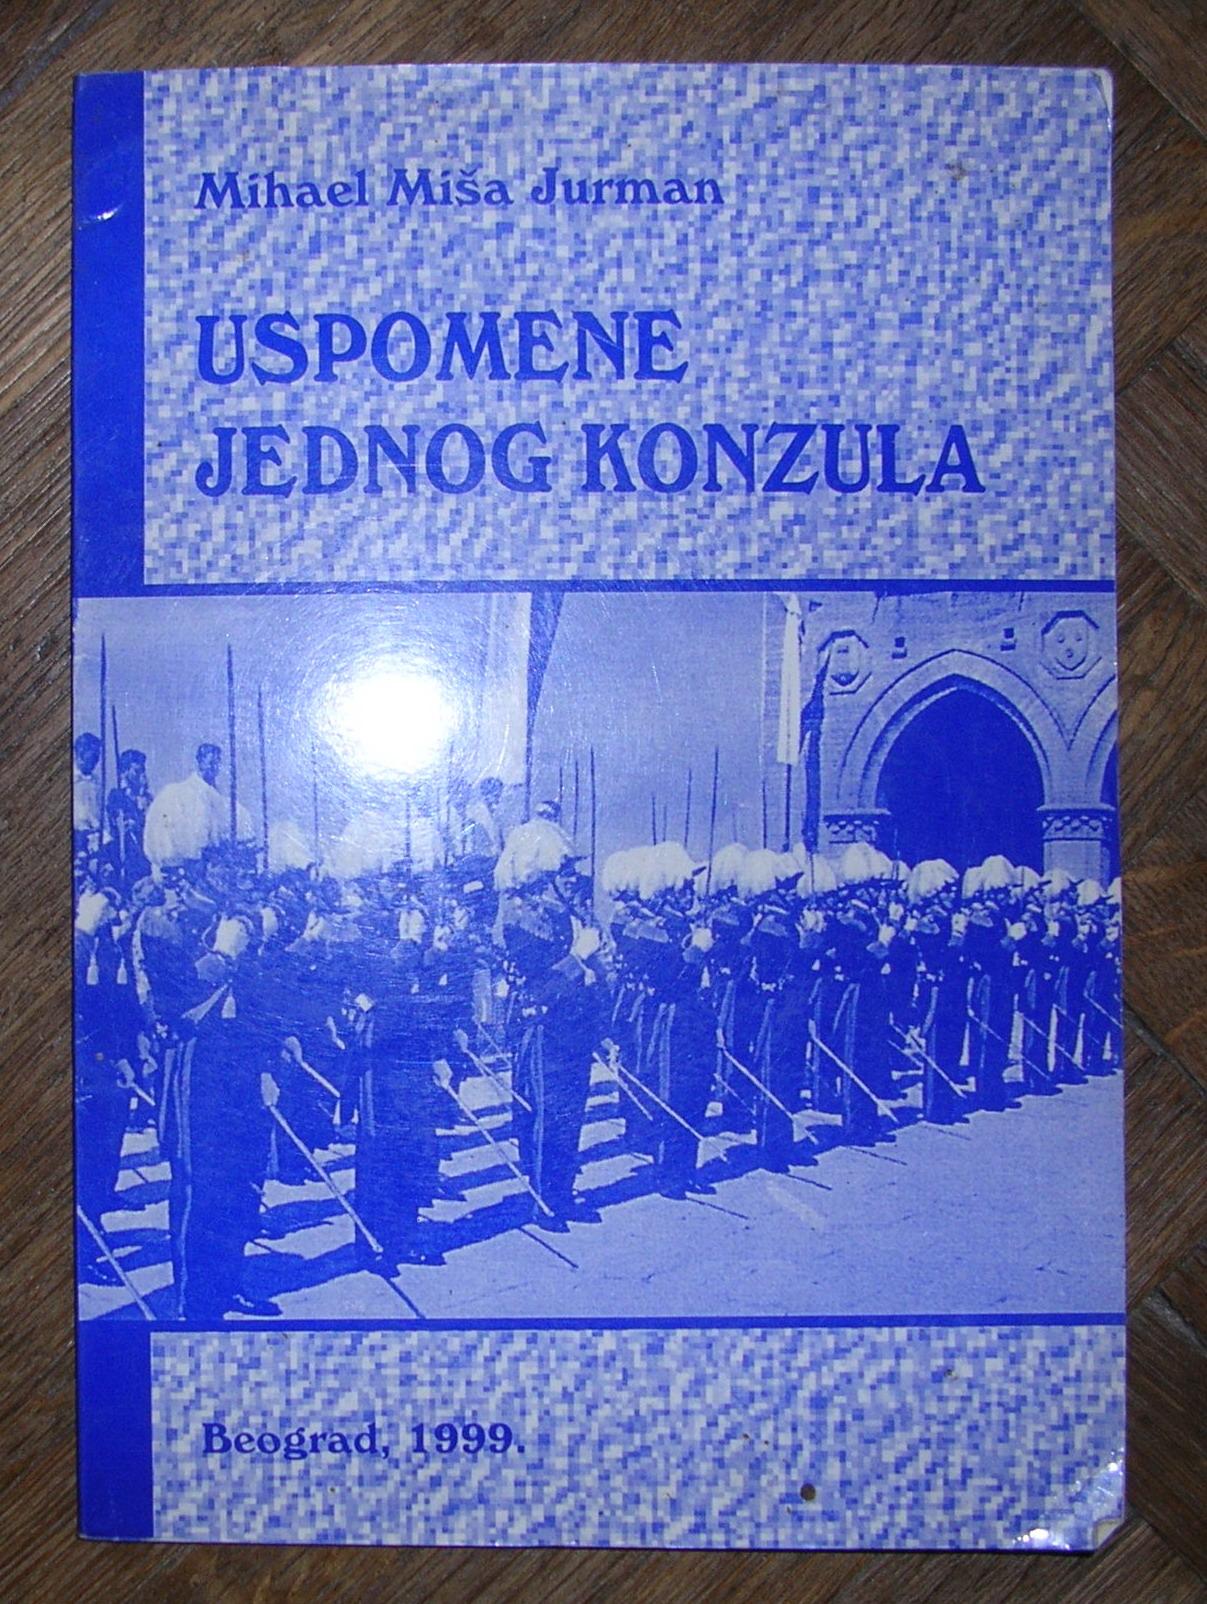 Mihael Miša Jurman
USPOMENE
JEDNOG KONZULA
Beograd, 1999.